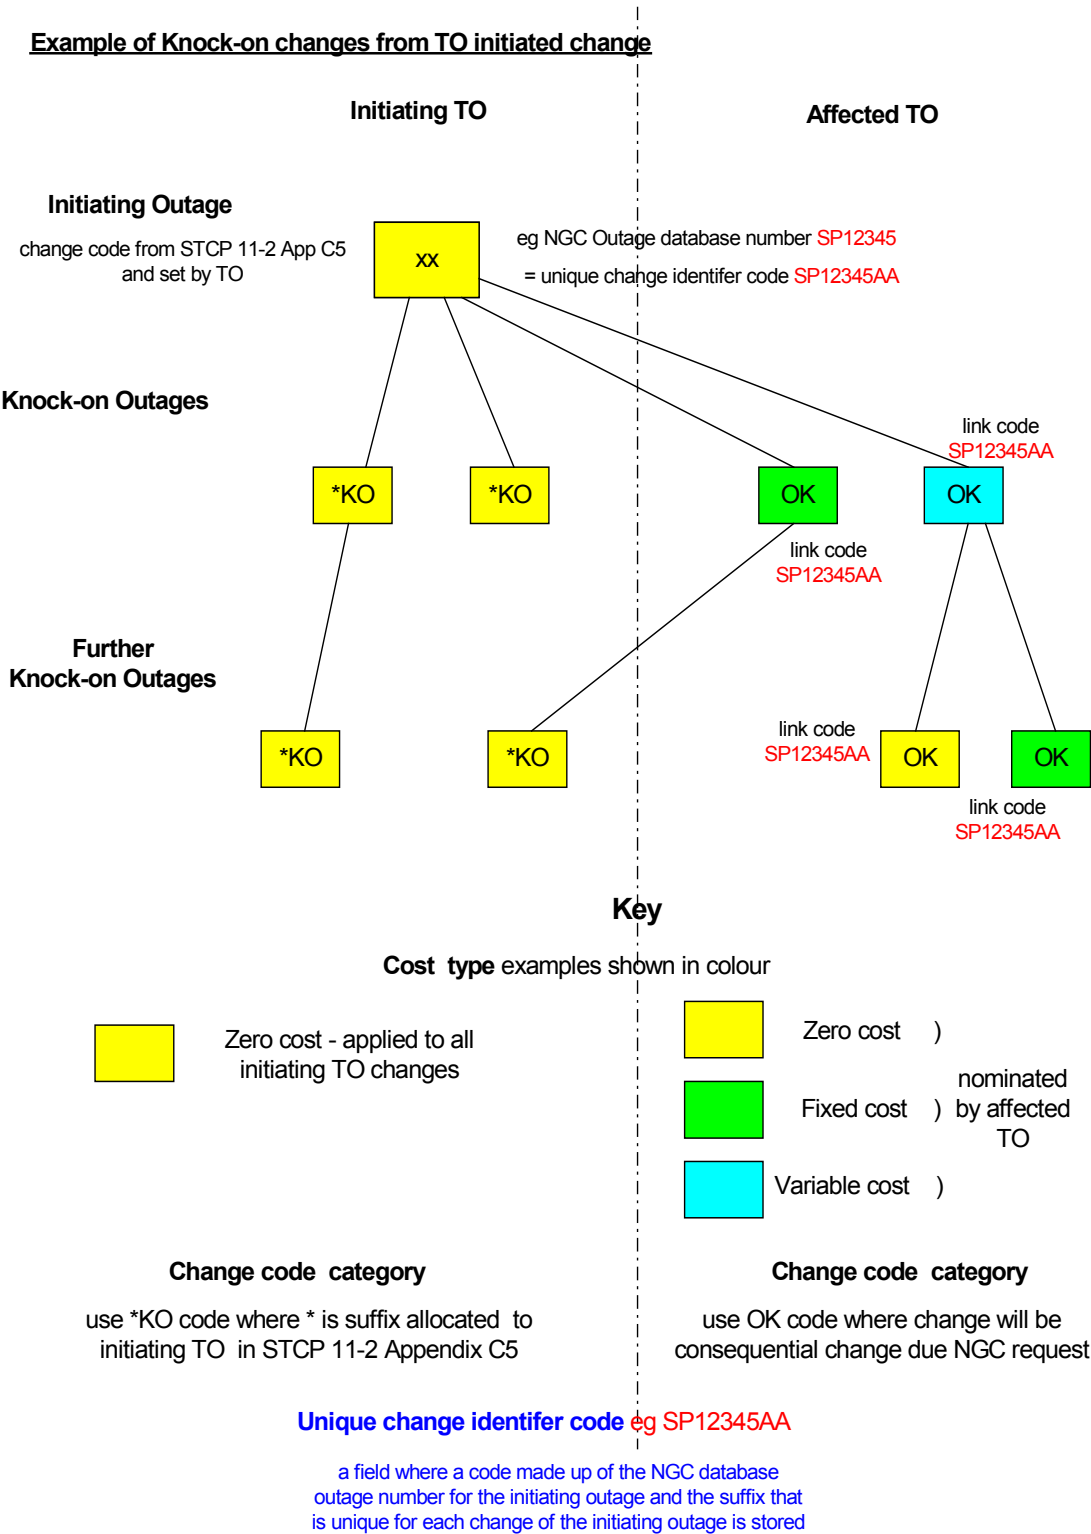 Example of Knock-on changes from TO initiated change
Initiating TO
Affected TO
Initiating Outage
change code from STCP 11-2 App C5
and set by TO
xx
eg NGC Outage database number SP12345
= unique change identifer code SP12345AA
Knock-on Outages
link code
SP12345AA
*KO
*KO
OK
OK
link code
SP12345AA
Further
Knock-on Outages
*KO
*KO
link code
SP12345AA
OK
OK
link code
SP12345AA
Key
Cost type examples shown in colour
Zero cost - applied to all
initiating TO changes
Zero cost )
Fixed cost )
Variable cost )
nominated
by affected
TO
Change code category
use *KO code where * is suffix allocated to
initiating TO in STCP 11-2 Appendix C5
Change code category
use OK code where change will be
consequential change due NGC request
Unique change identifer code eg SP12345AA
a field where a code made up of the NGC database
outage number for the initiating outage and the suffix that
is unique for each change of the initiating outage is stored